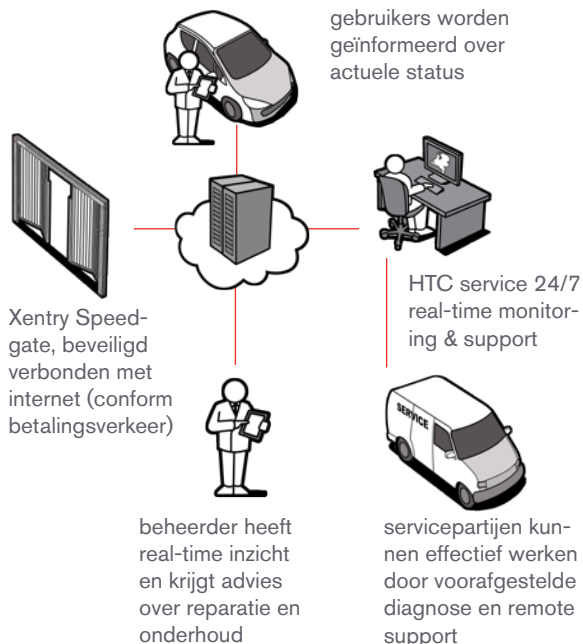 gebruikers worden
geïnformeerd over
actuele status
Xentry Speed-
gate, beveiligd
verbonden met
internet (conform
betalingsverkeer)
HTC service 24/7
real-time monitor-
ing & support
SERVICE
beheerder heeft
real-time inzicht
en krijgt advies
over reparatie en
onderhoud
servicepartijen kun-
nen effectief werken
door voorafgestelde
diagnose en remote
support